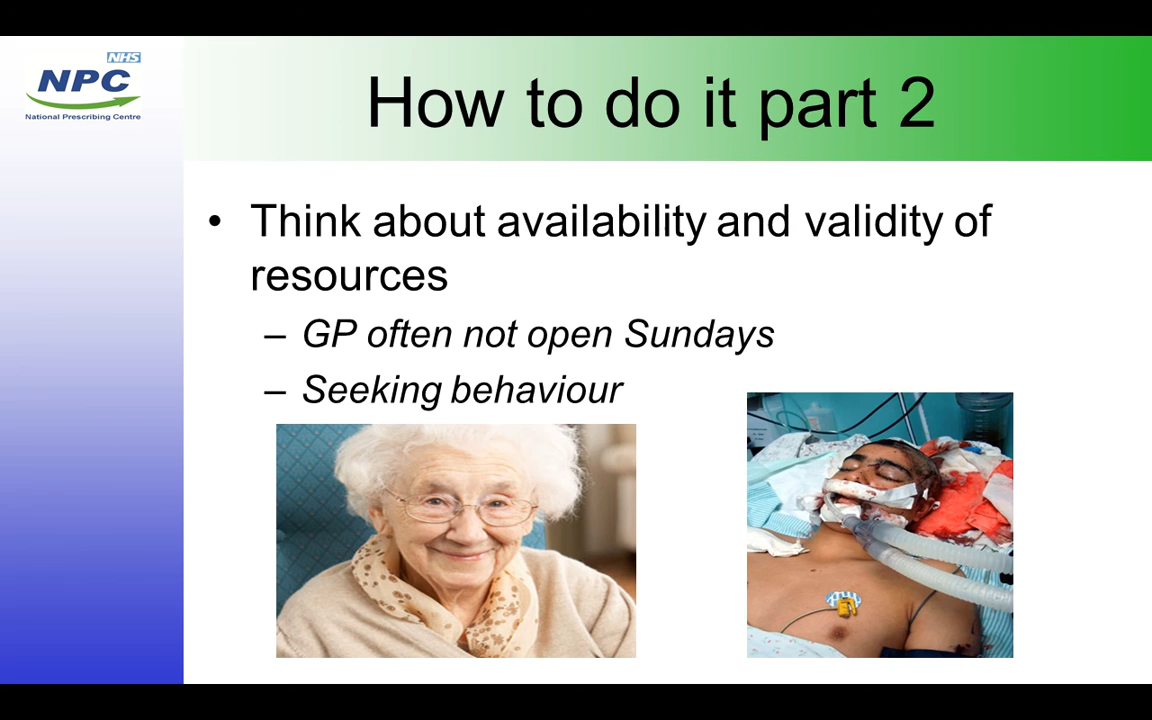 NHS
NPC
National Prescribing Centre
How to do it part 2
• Think about availability and validity of
resources
– GP often not open Sundays
– Seeking behaviour